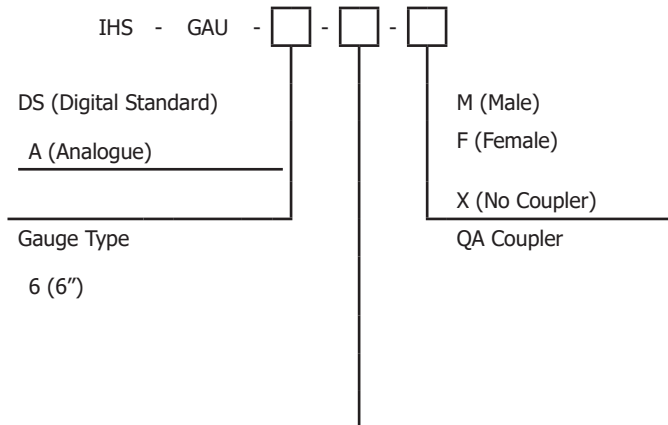 IHS - GAU - - -
DS (Digital Standard)
A (Analogue)
Gauge Type
6 (6”)
M (Male)
F (Female)
X (No Coupler)
QA Coupler